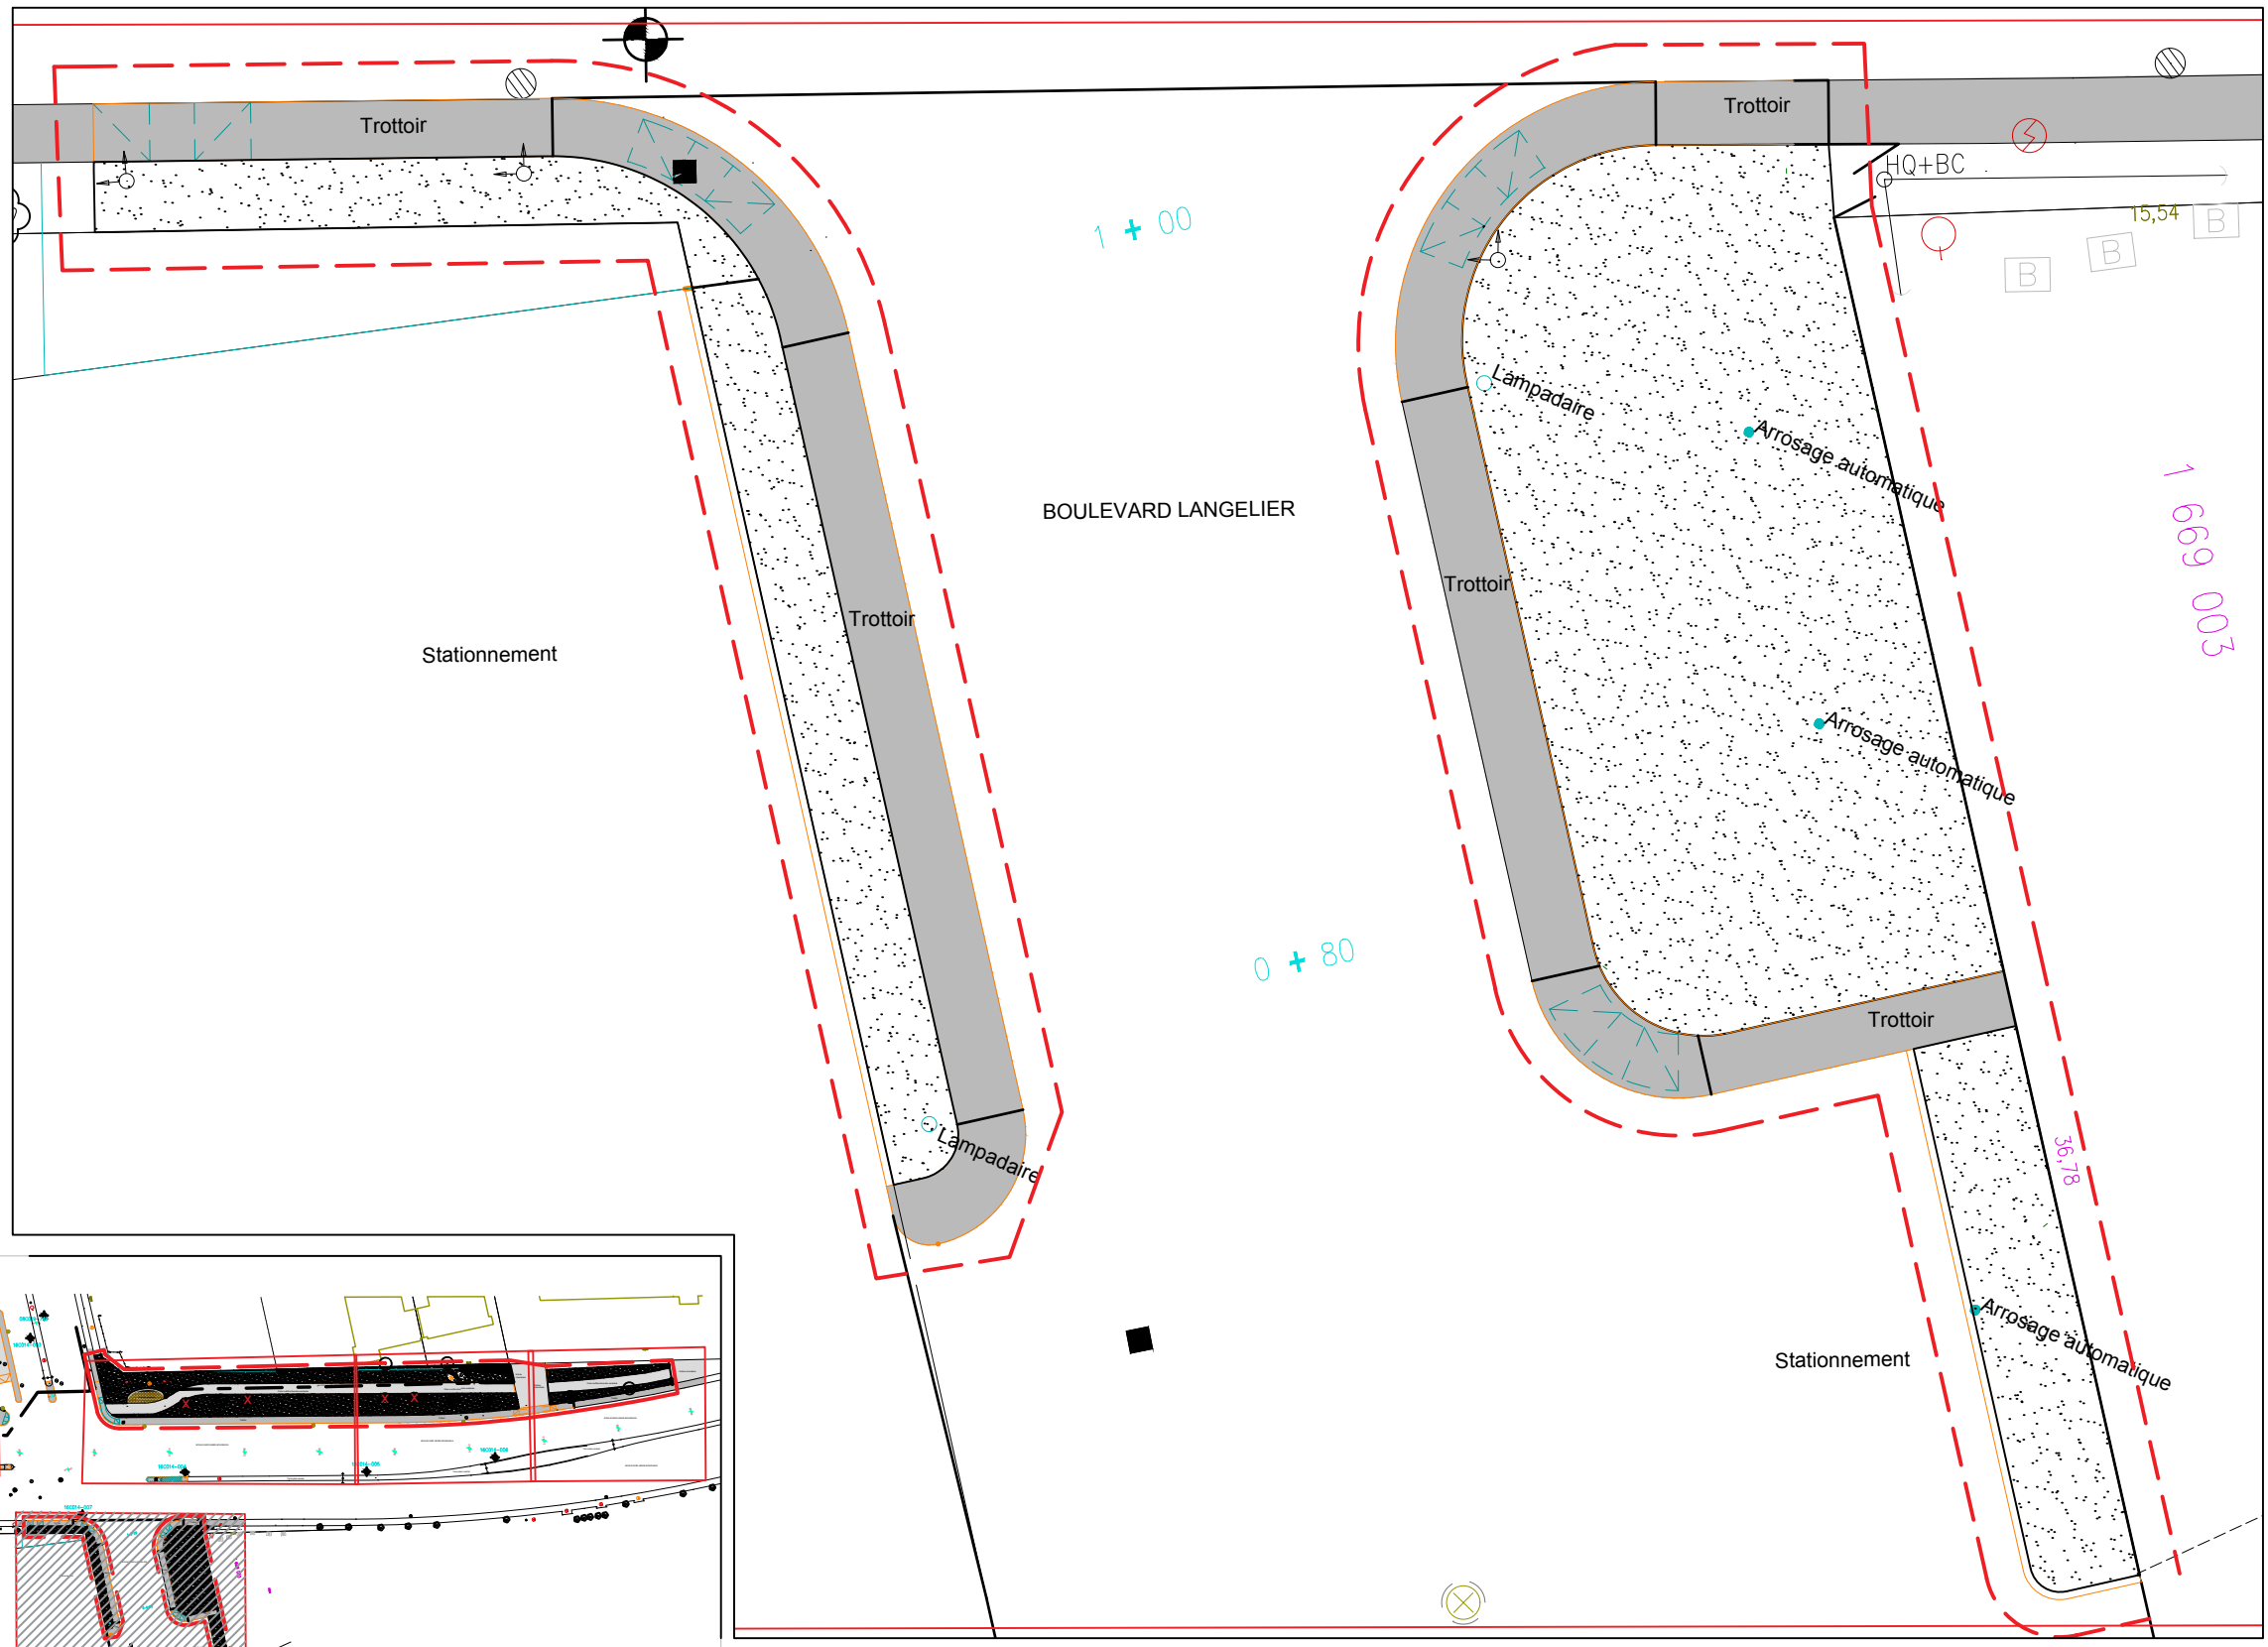 Trottoir
Trottoir
HQ+BC
15,54
B
B
B
1 + 00
Lampadaire
Arrosage automatique
1 669 003
BOULEVARD LANGELIER
Trottoir
Trottoir
Stationnement
Arrosage automatique
0 + 80
Trottoir
Lampadaire
36,78
Arrosage automatique
Stationnement